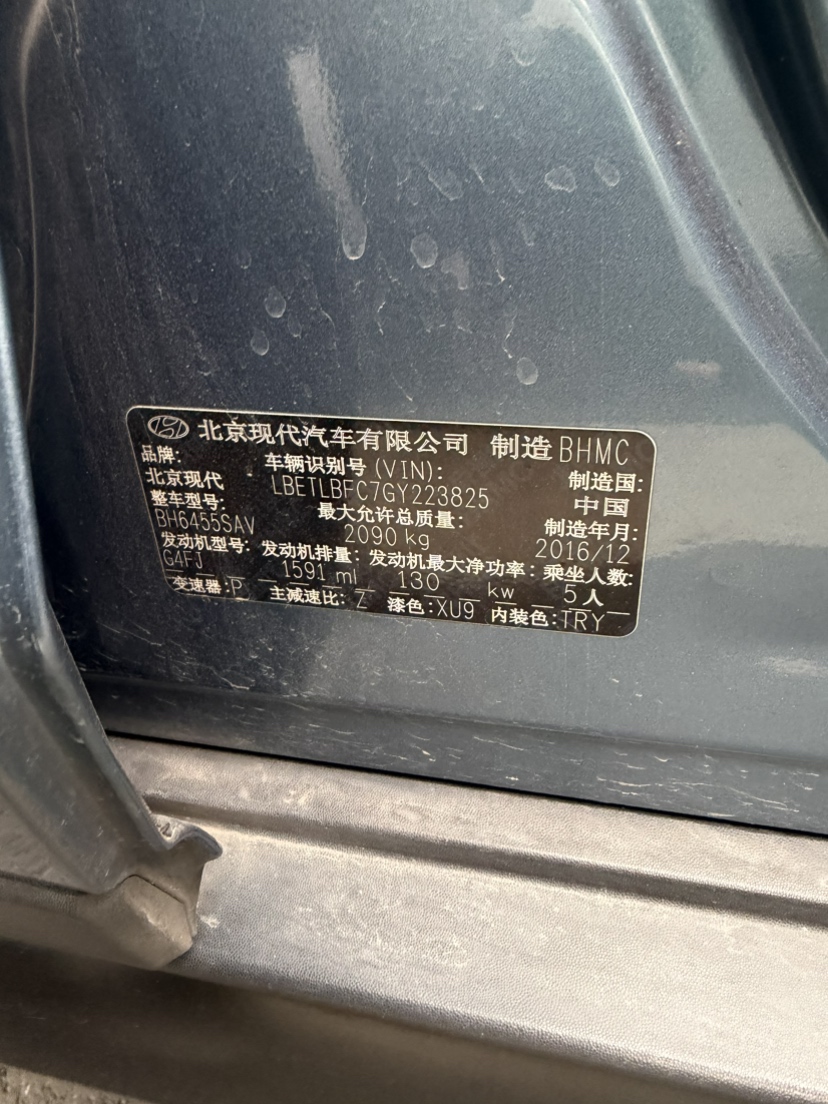 北京现代汽车有限公司 制造 BHMC
品牌: 车辆识别号 (VIN): 制造国:
北京现代 LBETLBFC7GY223825 中国
整车型号: 最大允许总质量: 制造年月:
BH6455SAV 2090 kg 2016/12
发动机型号: 发动机排量: 发动机最大净功率: 乘坐人数:
G4FJ 1591 ml 130 kw 5人
变速器:P 主减速比: Z 漆色:XU9 内装色:TRY